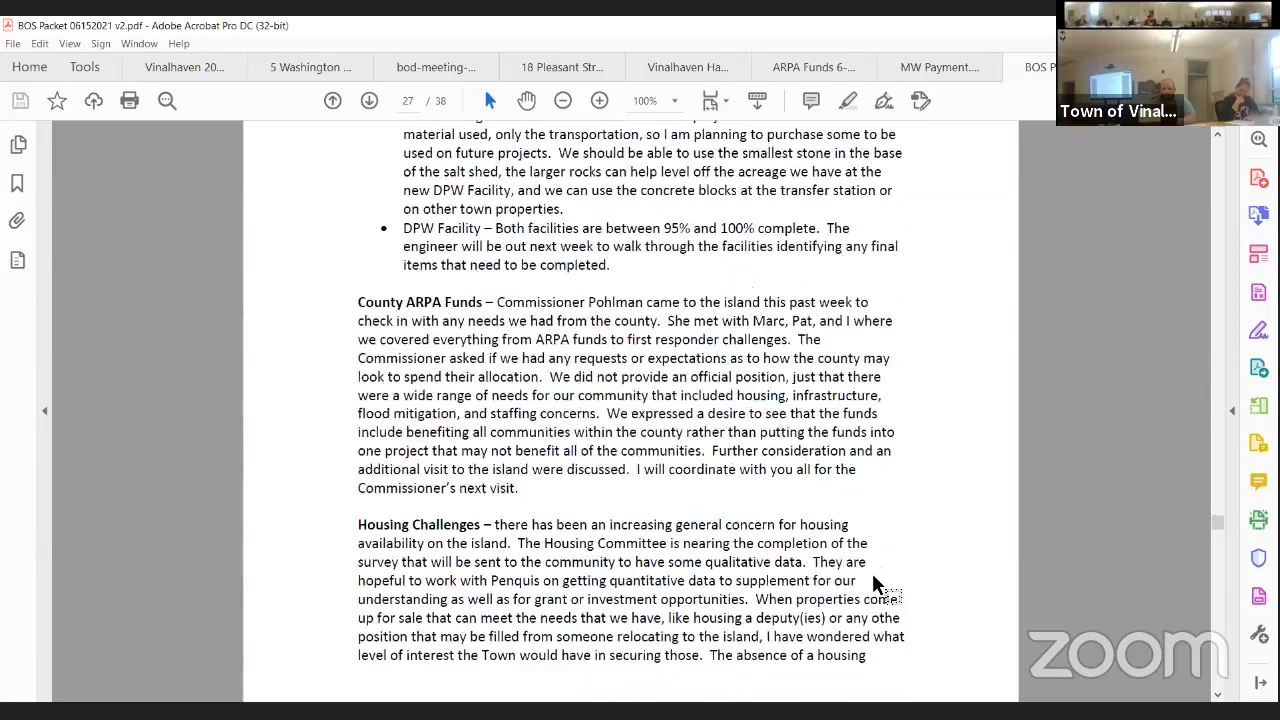 BOS Packet 06152021 v2.pdf - Adobe Acrobat Pro DC (32-bit)
File Edit View Sign Window Help
Home Tools Vinalhaven 20... 5 Washington ... bod-meeting-... 18 Pleasant Str... Vinalhaven Ha... ARPA Funds 6-... MW Payment.... BOS P
27 / 38 100%
Town of Vinal...
material used, only the transportation, so I am planning to purchase some to be
used on future projects. We should be able to use the smallest stone in the base
of the salt shed, the larger rocks can help level off the acreage we have at the
new DPW Facility, and we can use the concrete blocks at the transfer station or
on other town properties.
• DPW Facility – Both facilities are between 95% and 100% complete. The
engineer will be out next week to walk through the facilities identifying any final
items that need to be completed.
County ARPA Funds – Commissioner Pohlman came to the island this past week to
check in with any needs we had from the county. She met with Marc, Pat, and I where
we covered everything from ARPA funds to first responder challenges. The
Commissioner asked if we had any requests or expectations as to how the county may
look to spend their allocation. We did not provide an official position, just that there
were a wide range of needs for our community that included housing, infrastructure,
flood mitigation, and staffing concerns. We expressed a desire to see that the funds
include benefiting all communities within the county rather than putting the funds into
one project that may not benefit all of the communities. Further consideration and an
additional visit to the island were discussed. I will coordinate with you all for the
Commissioner's next visit.
Housing Challenges – there has been an increasing general concern for housing
availability on the island. The Housing Committee is nearing the completion of the
survey that will be sent to the community to have some qualitative data. They are
hopeful to work with Penquis on getting quantitative data to supplement for our
understanding as well as for grant or investment opportunities. When properties come
up for sale that can meet the needs that we have, like housing a deputy(ies) or any othe
position that may be filled from someone relocating to the island, I have wondered what
level of interest the Town would have in securing those. The absence of a housing
zoom